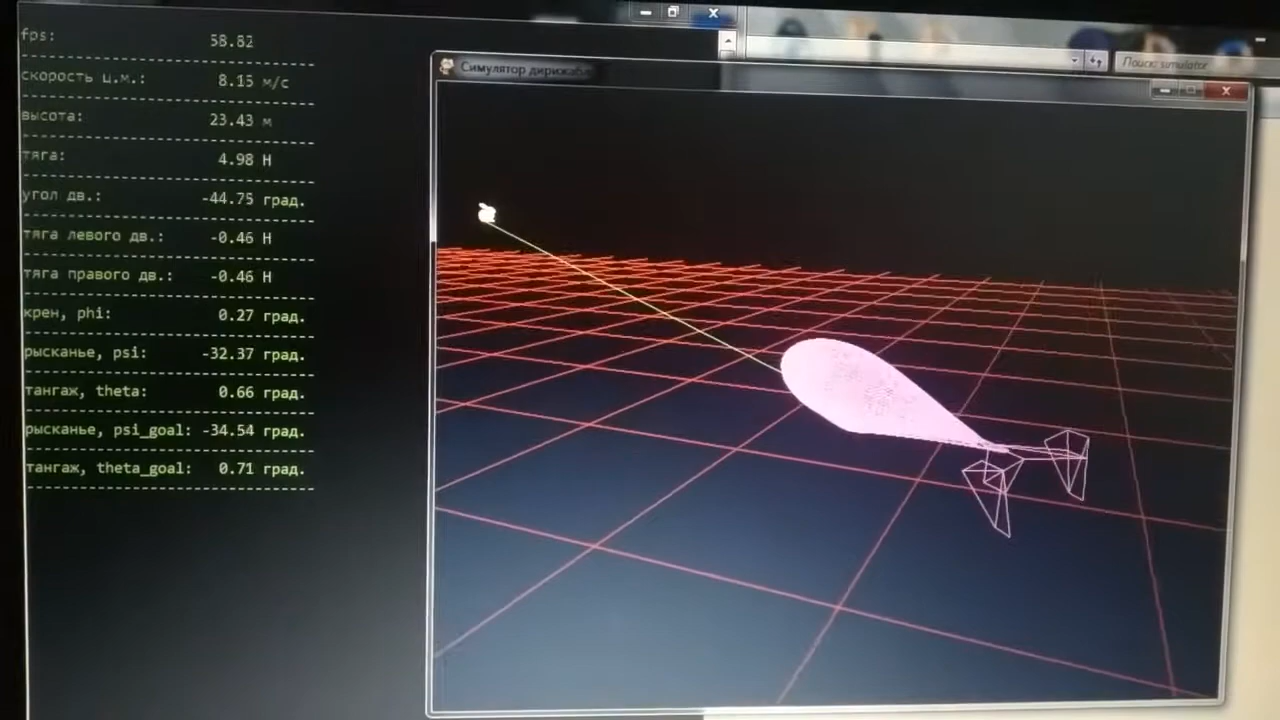 fps: 58.82
скорость ц.м.: 8.15 м/с
высота: 23.43 м
тяга: 4.98 Н
угол дв.: -44.75 град.
тяга левого дв.: -0.46 Н
тяга правого дв.: -0.46 Н
крен, phi: 0.27 град.
рысканье, psi: -32.37 град.
тангаж, theta: 0.66 град.
рысканье, psi_goal: -34.54 град.
тангаж, theta_goal: 0.71 град.
Симулятор дирижабля
Поиск: simulator